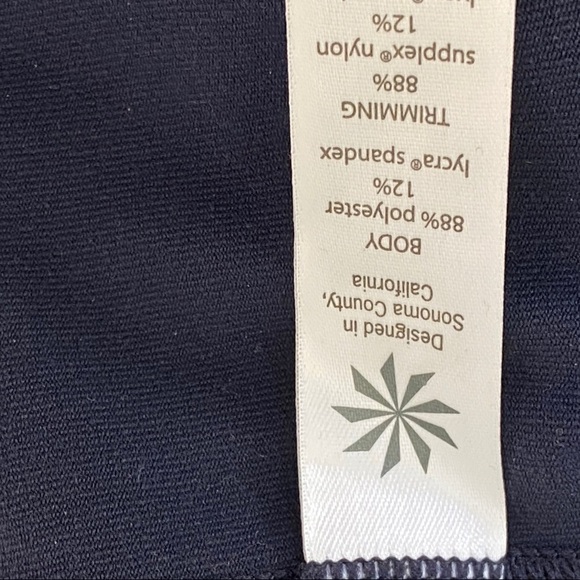 Designed in
Sonoma County,
California
BODY
88% polyester
12%
lycra® spandex
TRIMMING
88%
supplex® nylon
12%